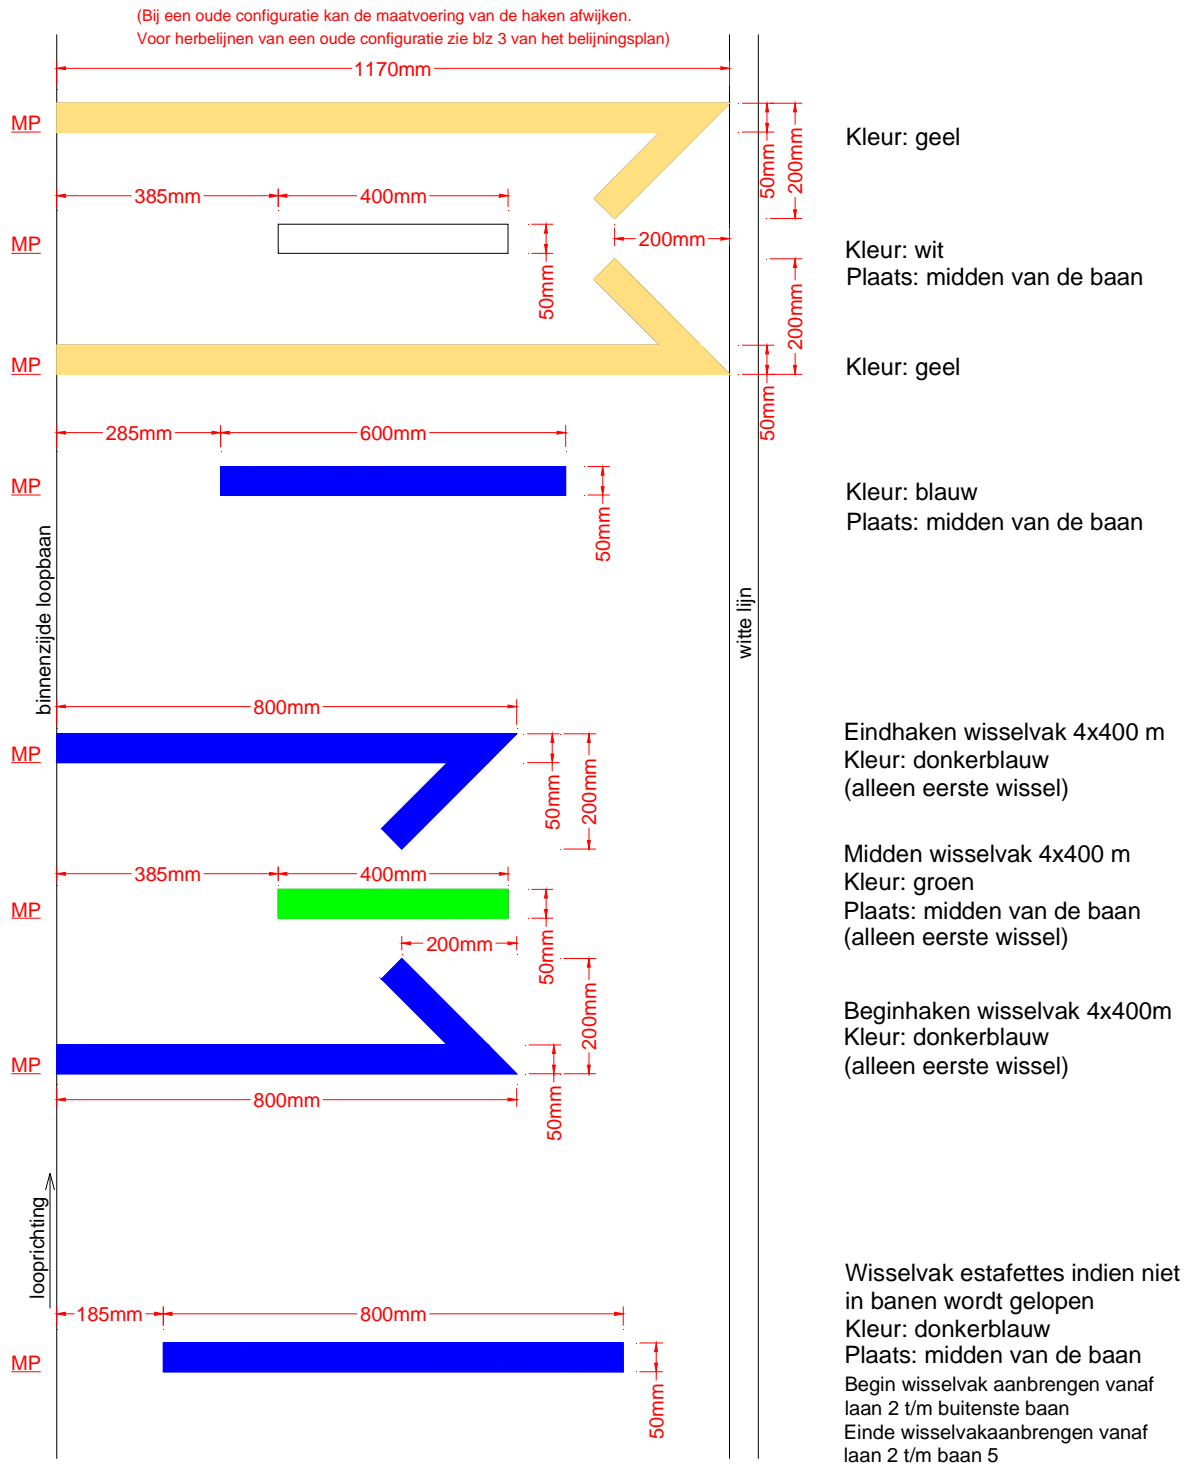 (Bij een oude configuratie kan de maatvoering van de haken afwijken.
Voor herbelijnen van een oude configuratie zie blz 3 van het belijningsplan)
1170mm
MP
50mm
200mm
Kleur: geel
385mm
400mm
MP
50mm
200mm
Kleur: wit
Plaats: midden van de baan
200mm
MP
50mm
Kleur: geel
285mm
600mm
MP
50mm
Kleur: blauw
Plaats: midden van de baan
binnenzijde loopbaan
witte lijn
800mm
MP
50mm
200mm
Eindhaken wisselvak 4x400 m
Kleur: donkerblauw
(alleen eerste wissel)
385mm
400mm
MP
50mm
Midden wisselvak 4x400 m
Kleur: groen
Plaats: midden van de baan
(alleen eerste wissel)
200mm
200mm
MP
50mm
800mm
Beginhaken wisselvak 4x400m
Kleur: donkerblauw
(alleen eerste wissel)
looprichting
185mm
800mm
MP
50mm
Wisselvak estafettes indien niet
in banen wordt gelopen
Kleur: donkerblauw
Plaats: midden van de baan
Begin wisselvak aanbrengen vanaf
laan 2 t/m buitenste baan
Einde wisselvakaanbrengen vanaf
laan 2 t/m baan 5